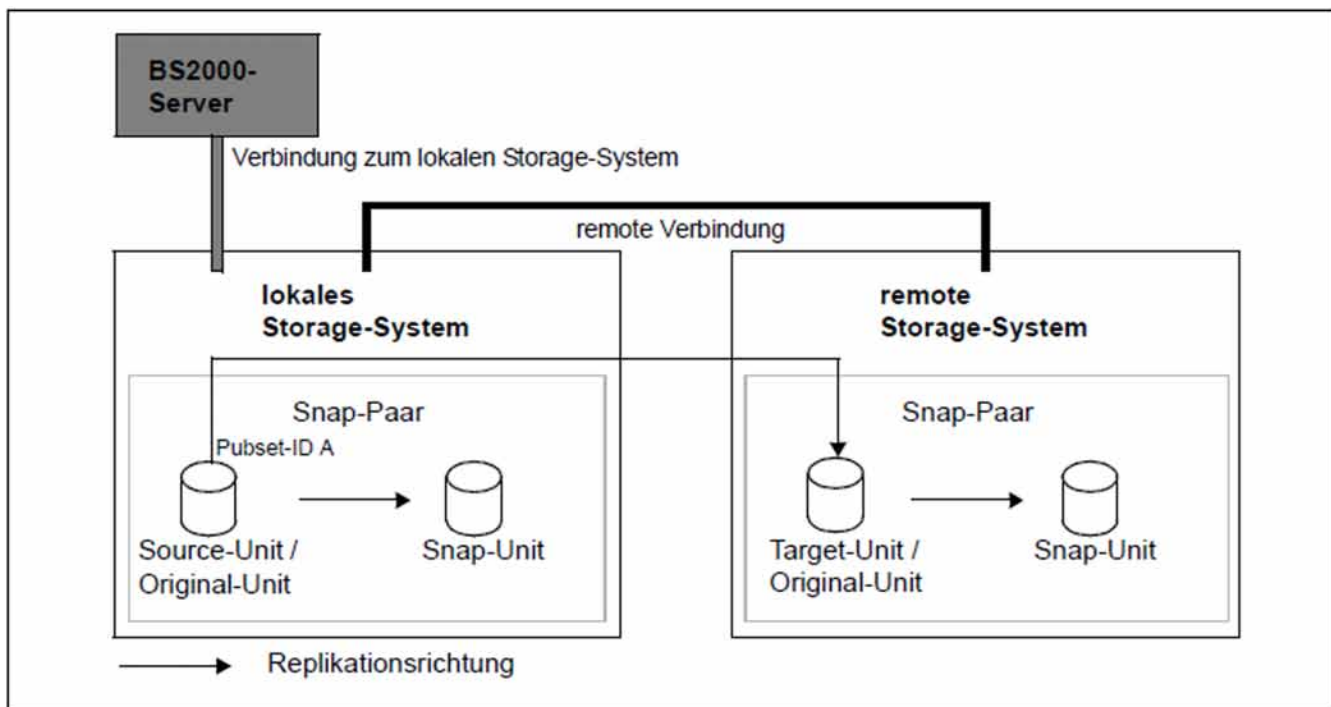 BS2000-
Server
Verbindung zum lokalen Storage-System
remote Verbindung
lokales
Storage-System
remote
Storage-System
Snap-Paar
Pubset-ID A
Source-Unit /
Original-Unit
Snap-Unit
Snap-Paar
Target-Unit /
Original-Unit
Snap-Unit
Replikationsrichtung